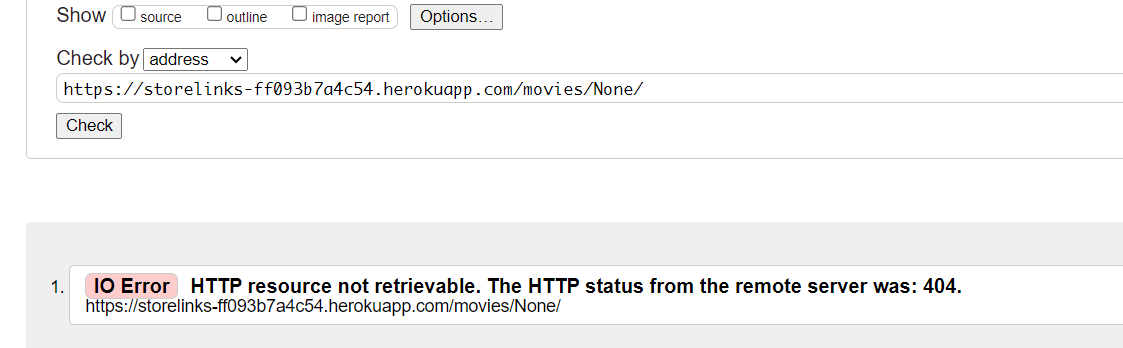 Show source outline image report Options...
Check by address
https://storelinks-ff093b7a4c54.herokuapp.com/movies/None/
Check
1. IO Error HTTP resource not retrievable. The HTTP status from the remote server was: 404.
https://storelinks-ff093b7a4c54.herokuapp.com/movies/None/